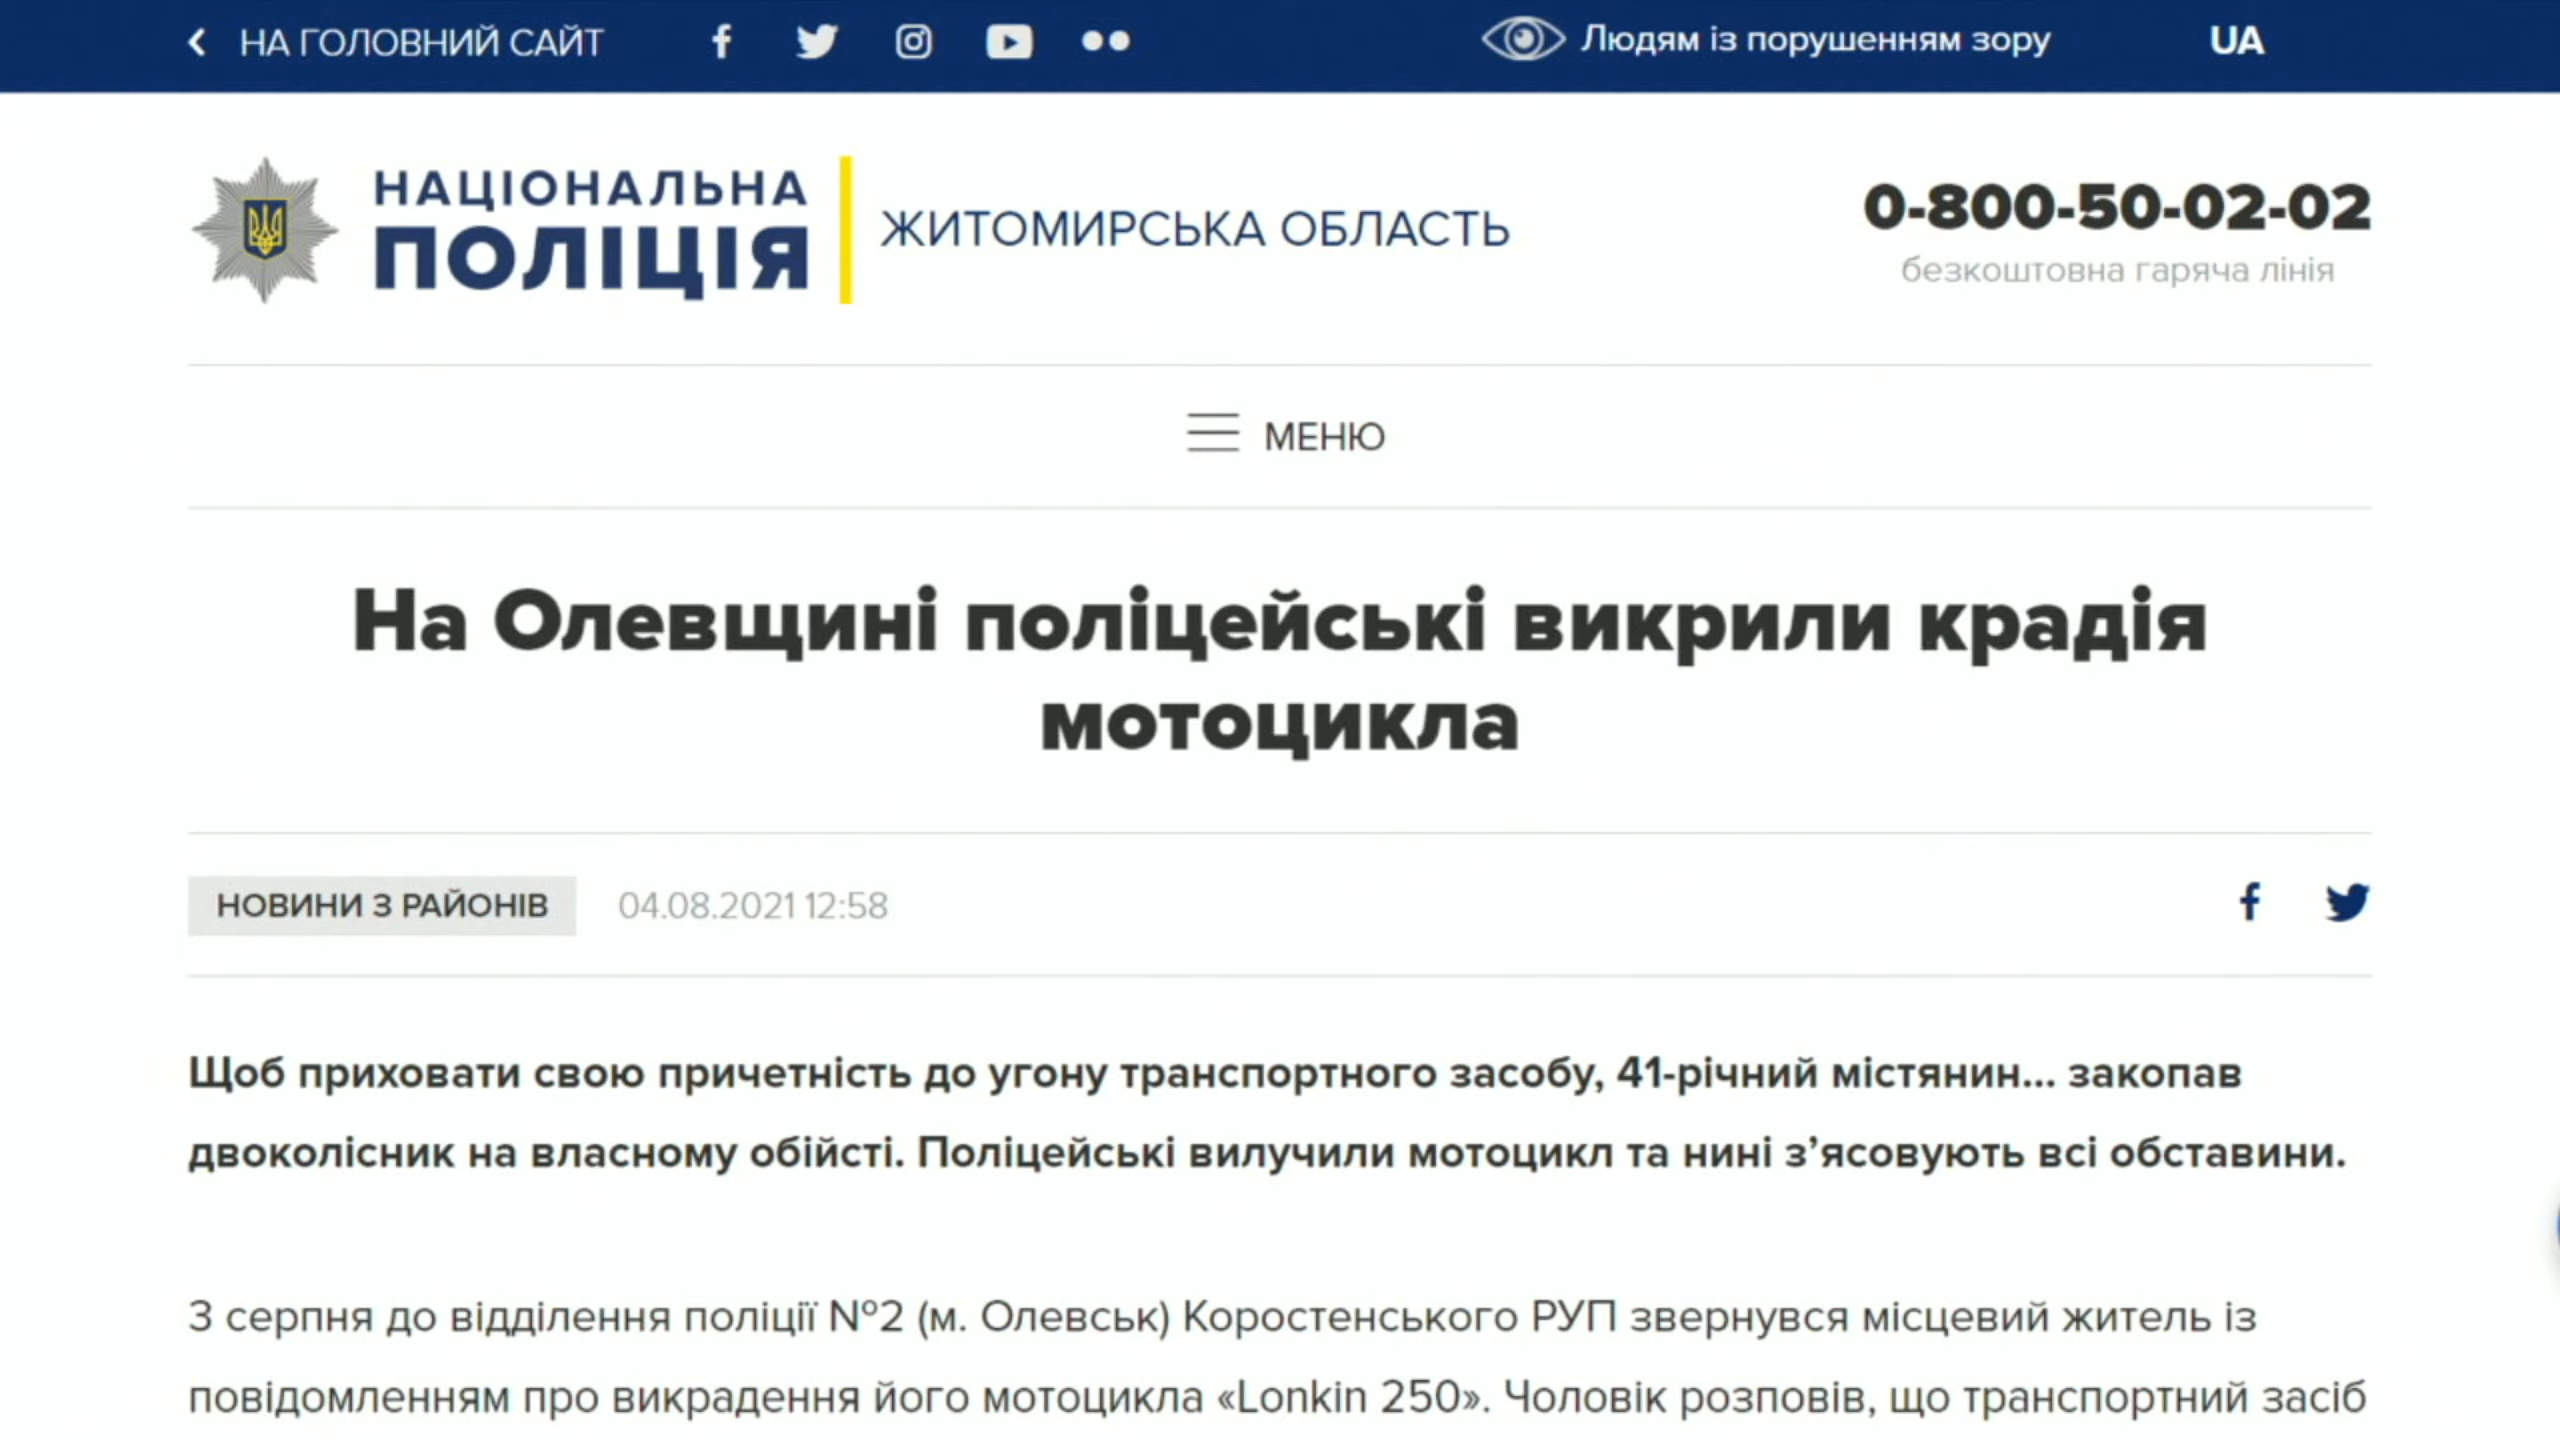 НА ГОЛОВНИЙ САЙТ
Людям із порушенням зору
UA
НАЦІОНАЛЬНА
ПОЛІЦІЯ
ЖИТОМИРСЬКА ОБЛАСТЬ
0-800-50-02-02
безкоштовна гаряча лінія
МЕНЮ
На Олевщині поліцейські викрили крадія
мотоцикла
НОВИНИ З РАЙОНІВ
04.08.2021 12:58
Щоб приховати свою причетність до угону транспортного засобу, 41-річний містянин... закопав
двоколісник на власному обійсті. Поліцейські вилучили мотоцикл та нині з’ясовують всі обставини.
3 серпня до відділення поліції №2 (м. Олевськ) Коростенського РУП звернувся місцевий житель із
повідомленням про викрадення його мотоцикла «Lonkin 250». Чоловік розповів, що транспортний засіб